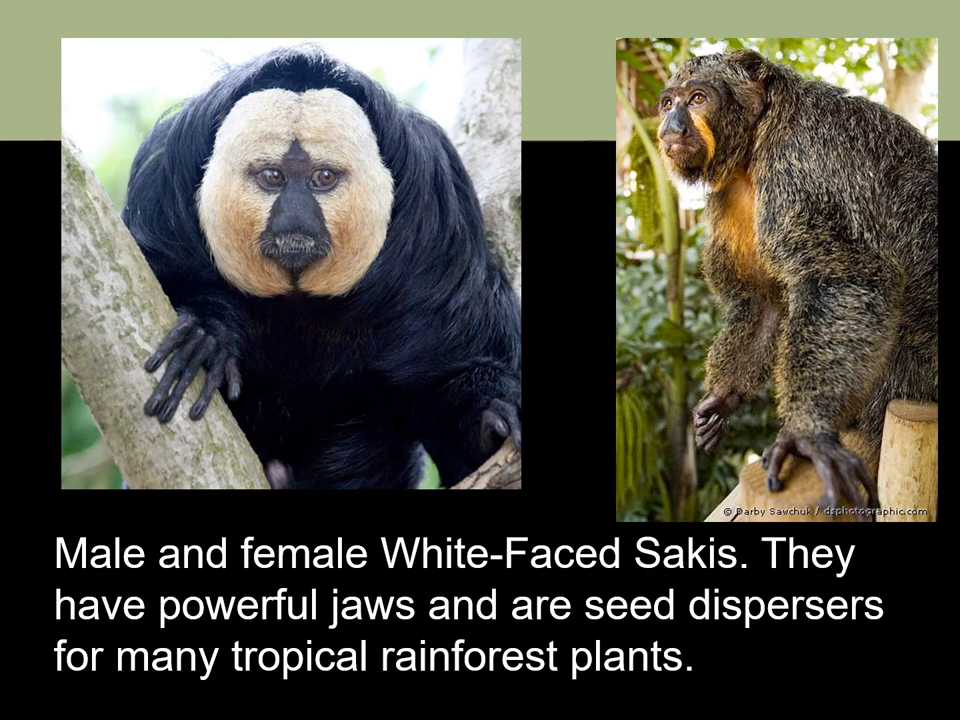 © Darby Sawchuk / dsphotographic.com
Male and female White-Faced Sakis. They
have powerful jaws and are seed dispersers
for many tropical rainforest plants.